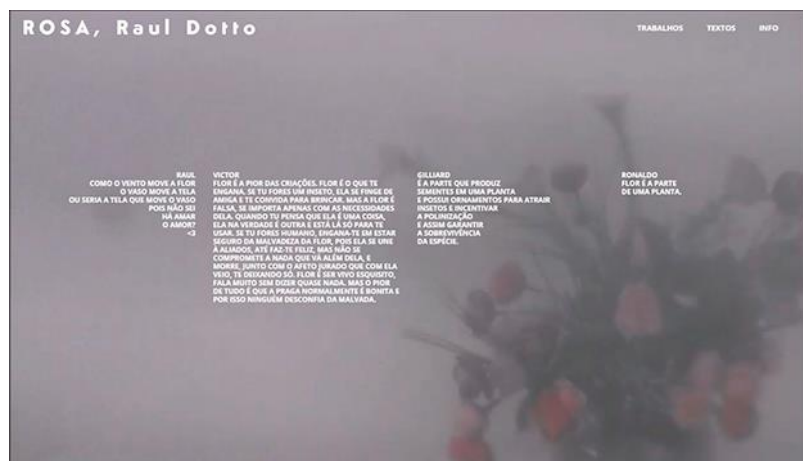 ROSA, Raul Dotto
TRABALHOS
TEXTOS
INFO
RAUL
COMO O VENTO MOVE A FLOR
O VASO MOVE A TELA
OU SERIA A TELA QUE MOVE O VASO
POIS NÃO SEI
HÁ AMAR
O AMOR?
<3
VICTOR
FLOR É A PIOR DAS CRIAÇÕES. FLOR É O QUE TE
ENGANA. SE TU FORES UM INSETO, ELA SE FINGE DE
AMIGA E TE CONVIDA PARA BRINCAR. MAS A FLOR É
FALSA, SE IMPORTA APENAS COM AS NECESSIDADES
DELA. QUANDO TU PENSA QUE ELA É UMA COISA,
ELA NA VERDADE É OUTRA E ESTÁ LÁ SÓ PARA TE
USAR. SE TU FORES HUMANO, ENGANA-TE EM ESTAR
SEGURO DA MALVADEZA DA FLOR, POIS ELA SE UNE
À ALIADOS, ATÉ FAZ-TE FELIZ, MAS NÃO SE
COMPROMETE A NADA QUE VÁ ALÉM DELA, E
MORRE, JUNTO COM O AFETO JURADO QUE COM ELA
VEIO, TE DEIXANDO SÓ. FLOR É SER VIVO ESQUISITO,
FALA MUITO SEM DIZER QUASE NADA. MAS O PIOR
DE TUDO É QUE A PRAGA NORMALMENTE É BONITA E
POR ISSO NINGUÉM DESCONFIA DA MALVADA.
GILLIARD
É A PARTE QUE PRODUZ
SEMENTES EM UMA PLANTA
E POSSUI ORNAMENTOS PARA ATRAIR
INSETOS E INCENTIVAR
A POLINIZAÇÃO
E ASSIM GARANTIR
A SOBREVIVÊNCIA
DA ESPÉCIE.
RONALDO
FLOR É A PARTE
DE UMA PLANTA.